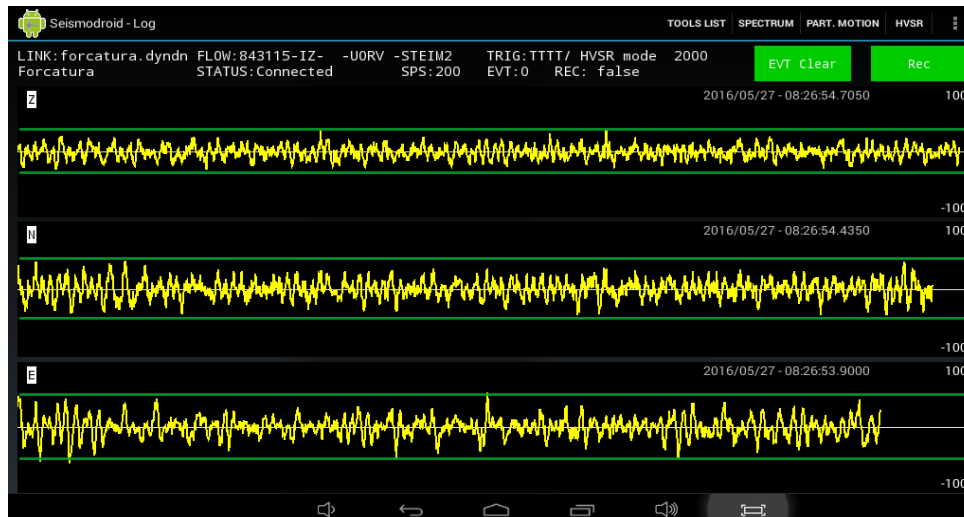 Seismodroid - Log
TOOLS LIST SPECTRUM PART. MOTION HVSR
LINK:forcatura.dyndn FLOW:843115-IZ- -UORV -STEIM2 TRIG:TTTT/ HVSR mode 2000
Forcatura STATUS:Connected SPS:200 EVT:0 REC: false
EVT Clear
Rec
Z 2016/05/27 - 08:26:54.7050 100
-100
N 2016/05/27 - 08:26:54.4350 100
-100
E 2016/05/27 - 08:26:53.9000 100
-100